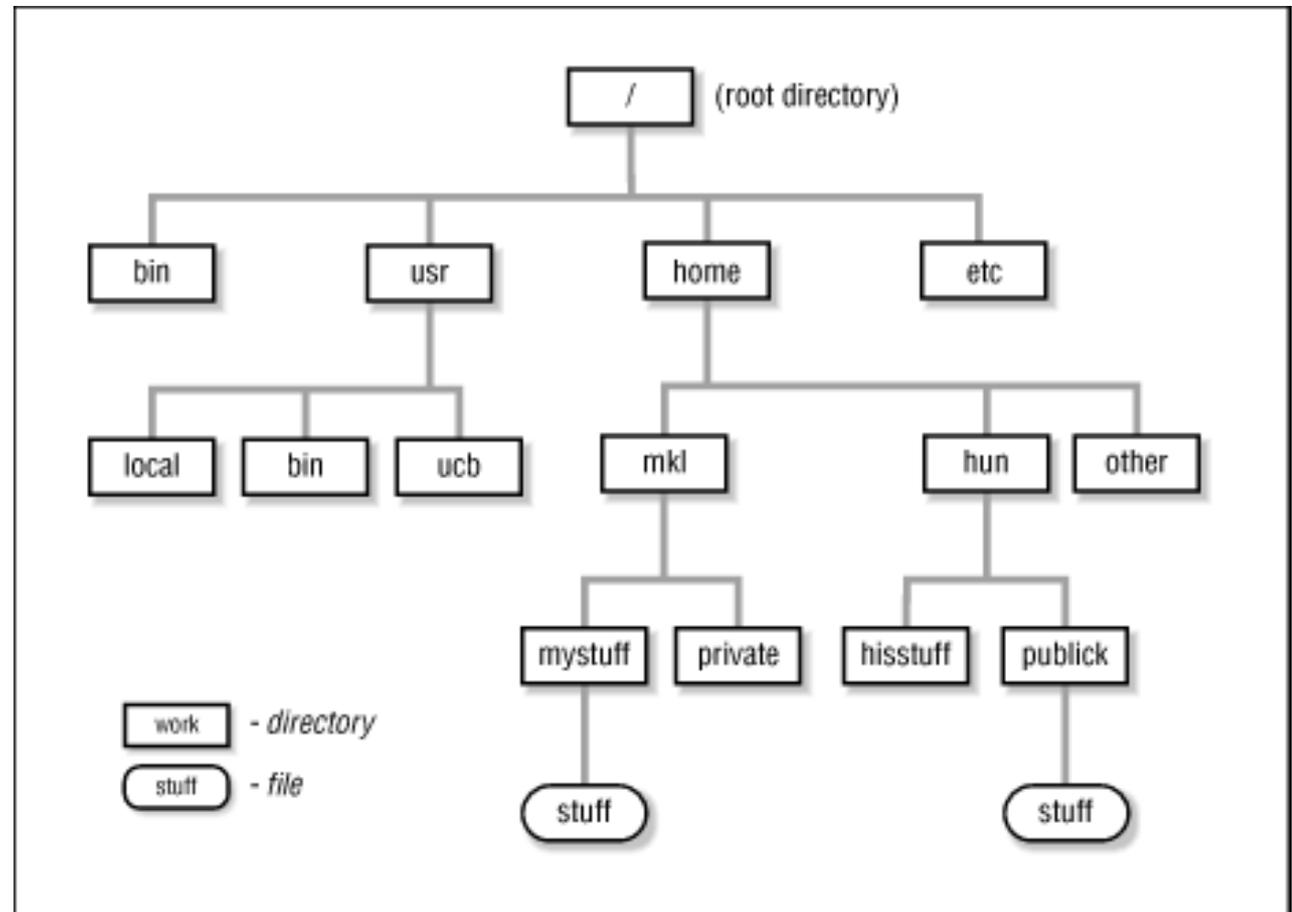 / (root directory)
bin usr home etc
local bin ucb mkl hun other
mystuff private hisstuff publick
work - directory
stuff - file
stuff stuff